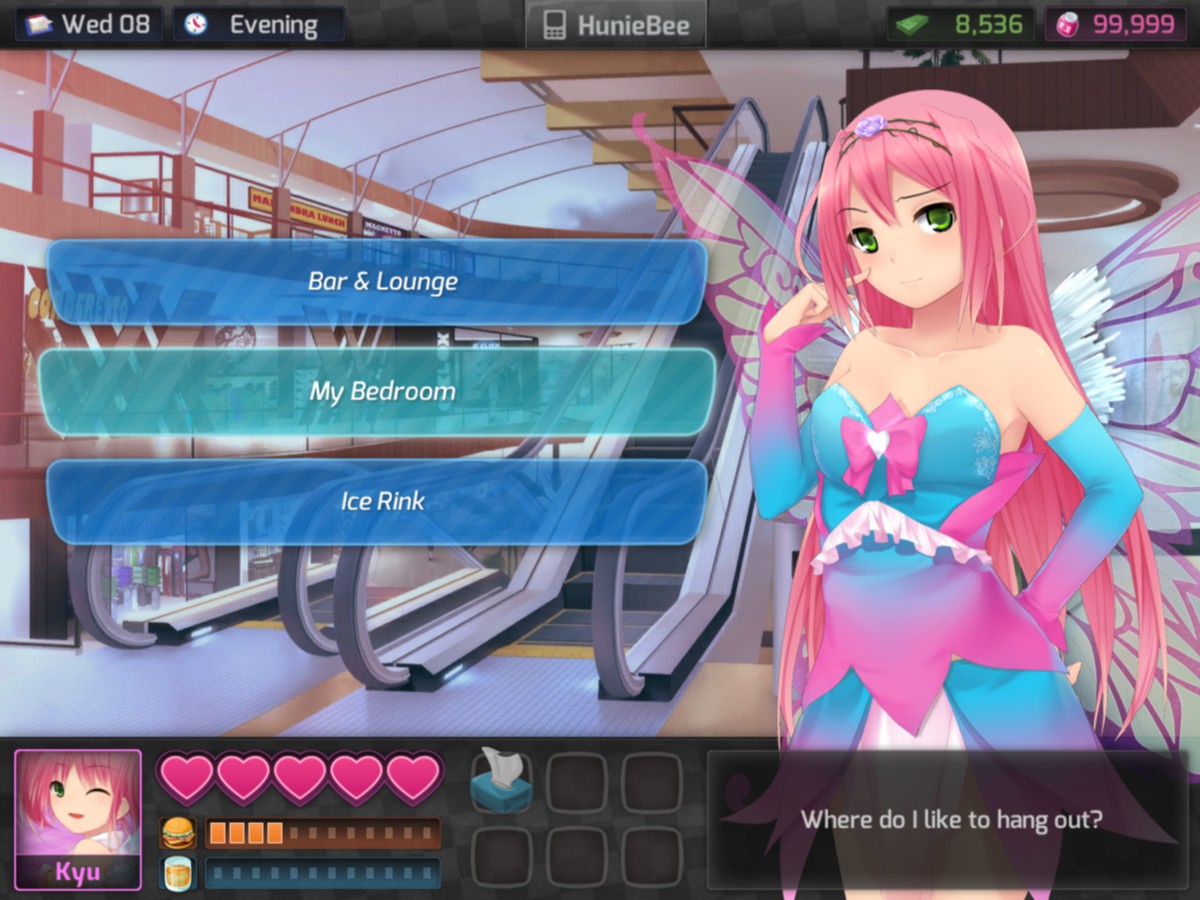 Wed 08
Evening
HunieBee
8,536
99,999
Bar & Lounge
My Bedroom
Ice Rink
Kyu
Where do I like to hang out?